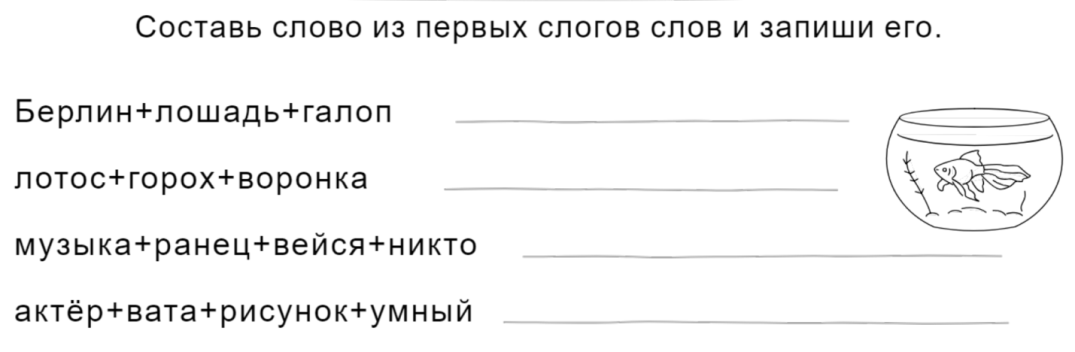 Составь слово из первых слогов слов и запиши его.
Берлин+лошадь+галоп
лотос+горох+воронка
музыка+ранец+вейся+никто
актёр+вата+рисунок+умный